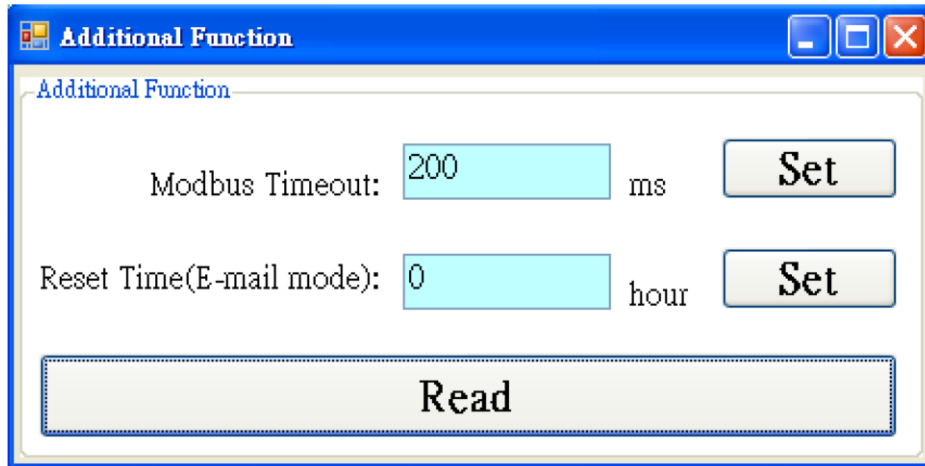 Additional Function
Additional Function
Modbus Timeout: 200 ms Set
Reset Time(E-mail mode): 0 hour Set
Read